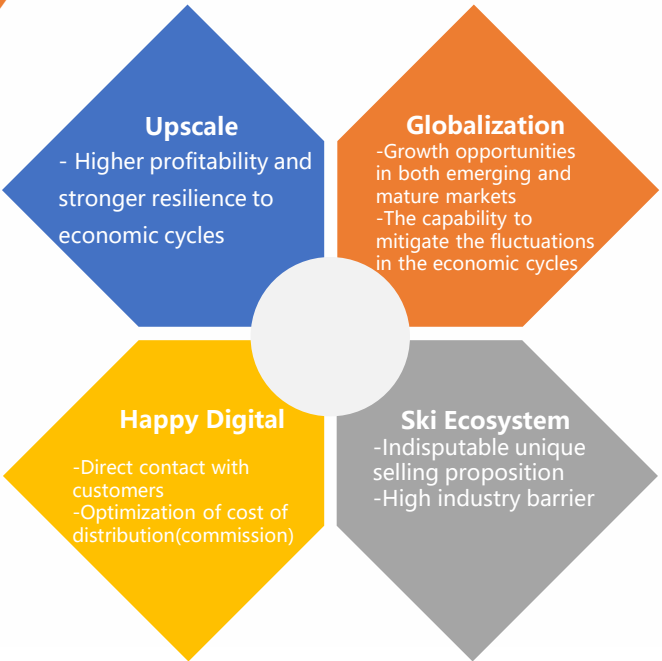 Upscale
- Higher profitability and
stronger resilience to
economic cycles
Globalization
-Growth opportunities
in both emerging and
mature markets
-The capability to
mitigate the fluctuations
in the economic cycles
Happy Digital
-Direct contact with
customers
-Optimization of cost of
distribution(commission)
Ski Ecosystem
-Indisputable unique
selling proposition
-High industry barrier